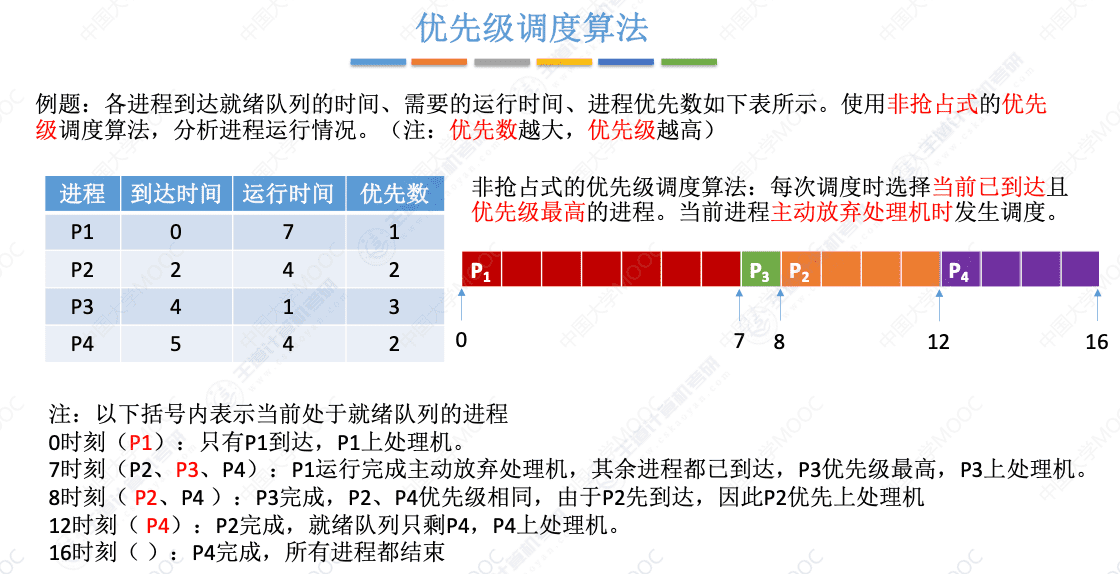 优先级调度算法
例题：各进程到达就绪队列的时间、需要的运行时间、进程优先数如下表所示。使用非抢占式的优先
级调度算法，分析进程运行情况。（注：优先数越大，优先级越高）
进程 到达时间 运行时间 优先数
P1 0 7 1
P2 2 4 2
P3 4 1 3
P4 5 4 2
非抢占式的优先级调度算法：每次调度时选择当前已到达且
优先级最高的进程。当前进程主动放弃处理机时发生调度。
P1 P3 P2 P4
0 7 8 12 16
注：以下括号内表示当前处于就绪队列的进程
0时刻（P1）：只有P1到达，P1上处理机。
7时刻（P2、P3、P4）：P1运行完成主动放弃处理机，其余进程都已到达，P3优先级最高，P3上处理机。
8时刻（ P2、P4 ）：P3完成，P2、P4优先级相同，由于P2先到达，因此P2优先上处理机
12时刻（ P4）：P2完成，就绪队列只剩P4，P4上处理机。
16时刻（ ）：P4完成，所有进程都结束